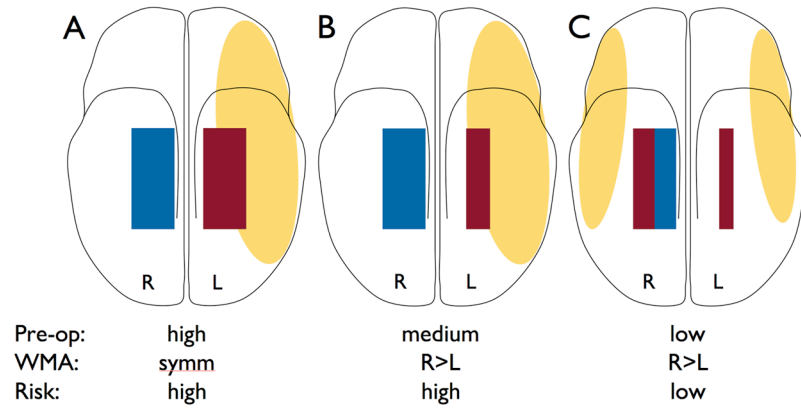 A B C
R L R L R L
Pre-op: high medium low
WMA: symm R>L R>L
Risk: high high low